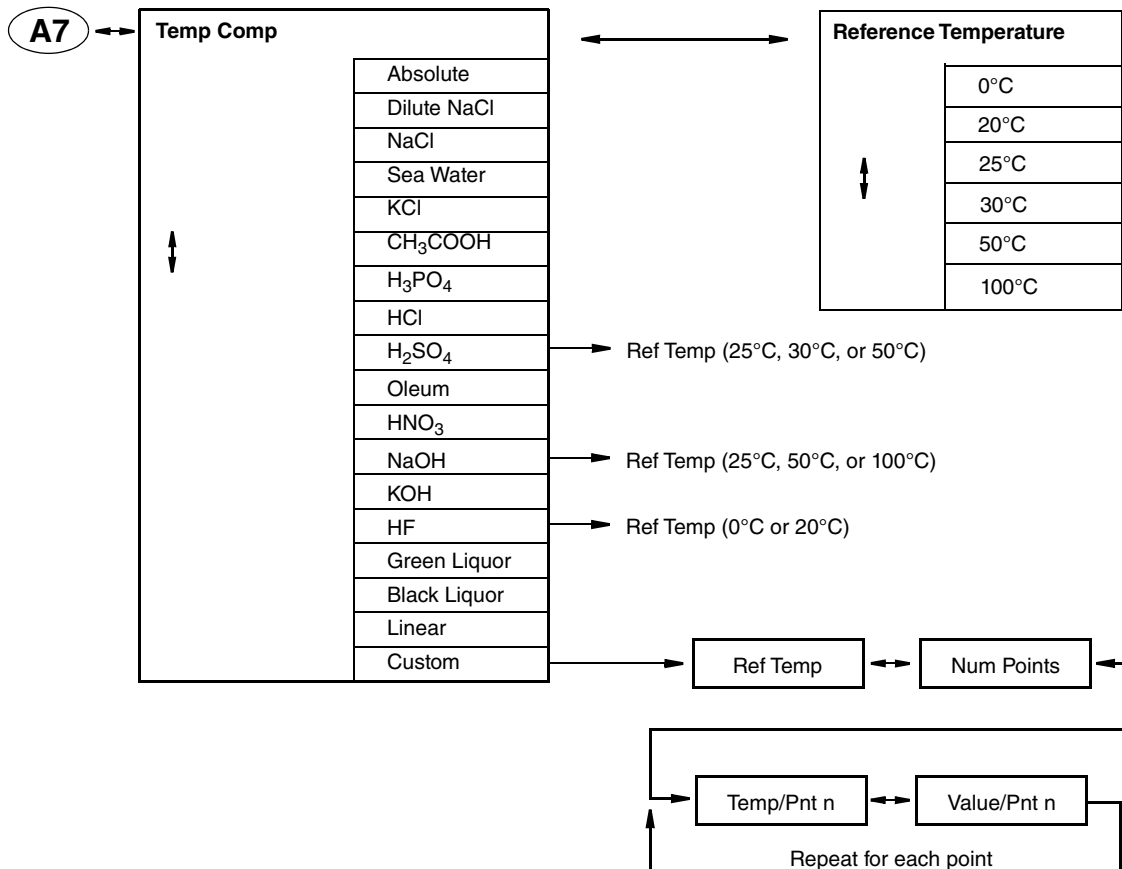 A7
Temp Comp
Absolute
Dilute NaCl
NaCl
Sea Water
KCl
CH₃COOH
H₃PO₄
HCl
H₂SO₄
Oleum
HNO₃
NaOH
KOH
HF
Green Liquor
Black Liquor
Linear
Custom
Reference Temperature
0°C
20°C
25°C
30°C
50°C
100°C
Ref Temp (25°C, 30°C, or 50°C)
Ref Temp (25°C, 50°C, or 100°C)
Ref Temp (0°C or 20°C)
Ref Temp
Num Points
Temp/Pnt n
Value/Pnt n
Repeat for each point